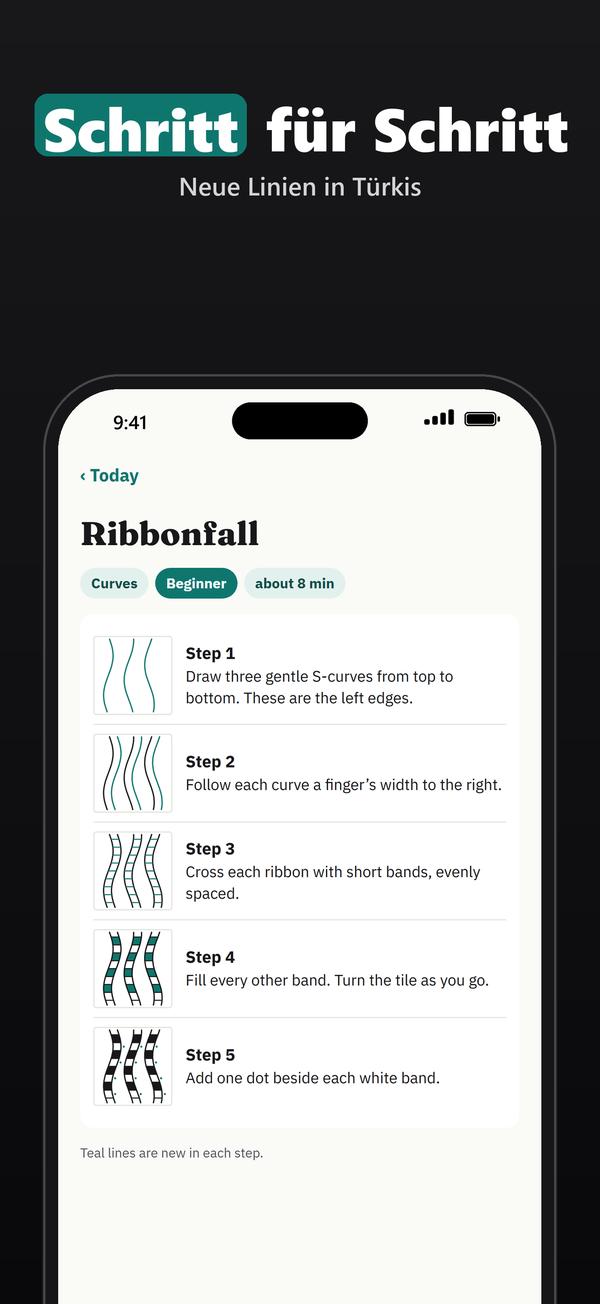 Schritt für Schritt
Neue Linien in Türkis
9:41
‹ Today
Ribbonfall
Curves
Beginner
about 8 min
Step 1
Draw three gentle S-curves from top to
bottom. These are the left edges.
Step 2
Follow each curve a finger’s width to the right.
Step 3
Cross each ribbon with short bands, evenly
spaced.
Step 4
Fill every other band. Turn the tile as you go.
Step 5
Add one dot beside each white band.
Teal lines are new in each step.